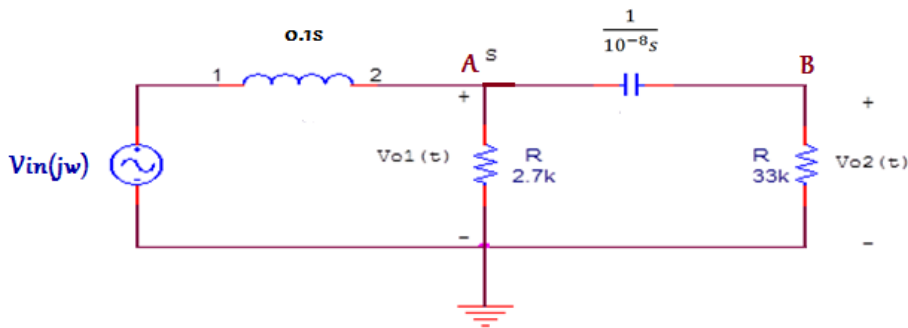 0.1s
1
10⁻⁸s
A
S
B
1
2
+
+
Vin(jw)
Vo1(t)
R
2.7k
R
33k
Vo2(t)
-
-